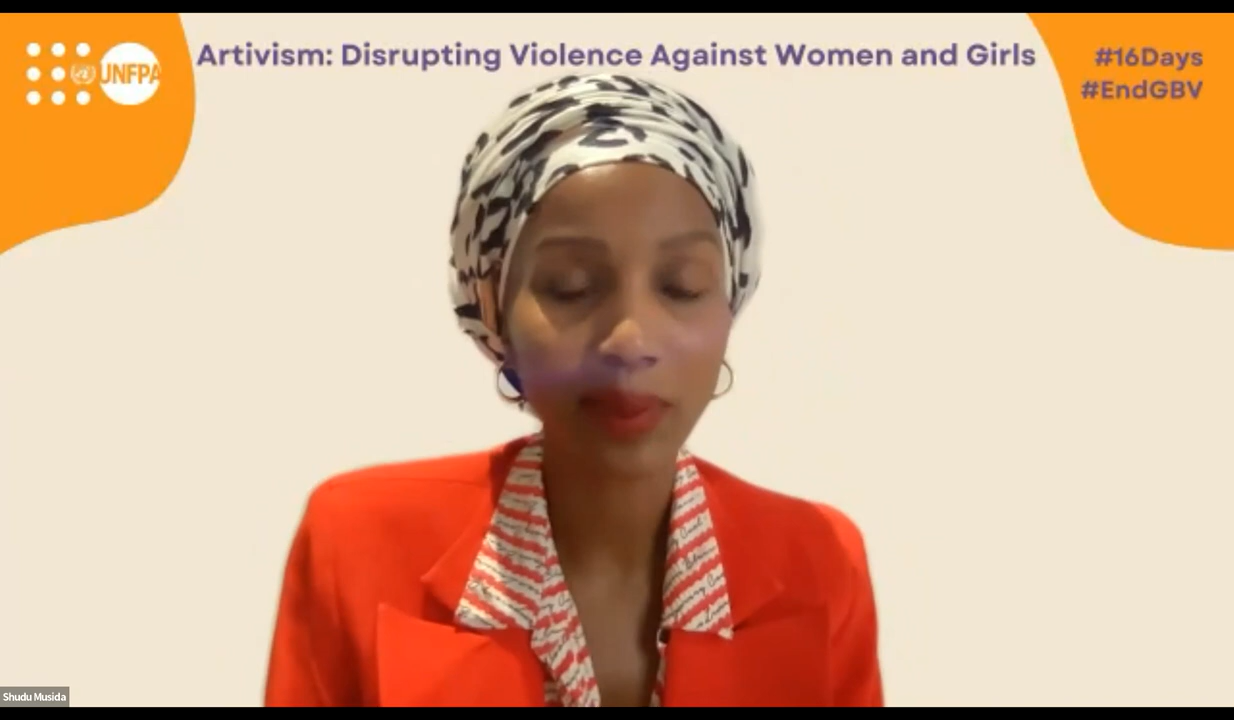 UNFPA
Artivism: Disrupting Violence Against Women and Girls
#16Days
#EndGBV
Shudu Musida